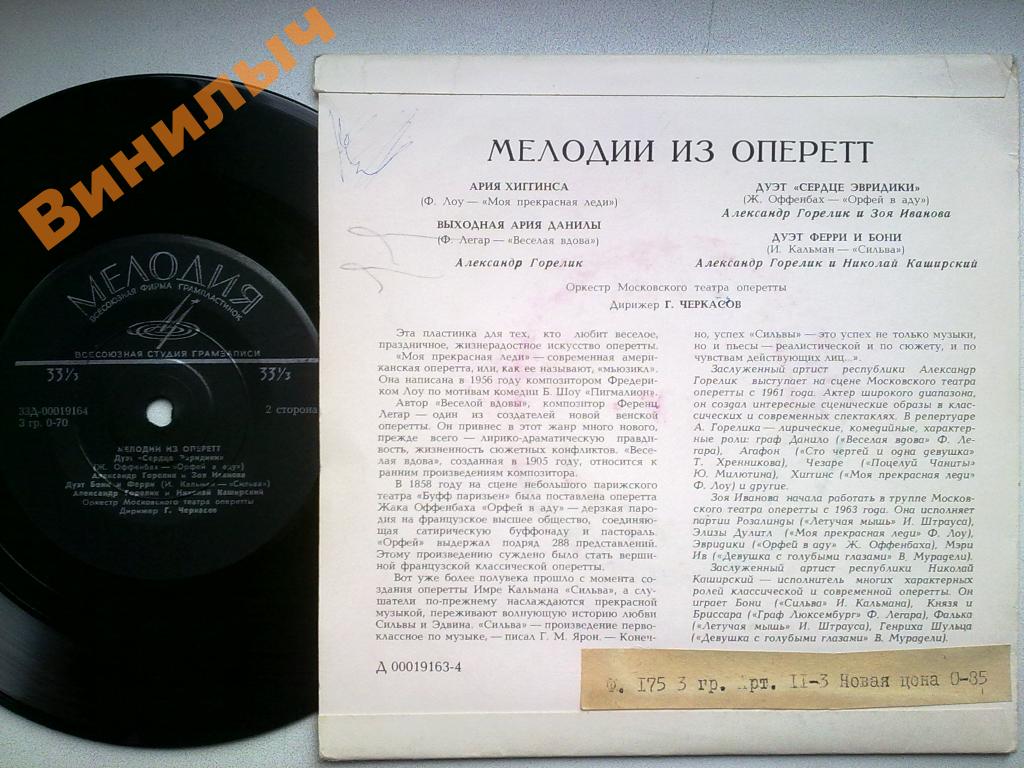 Винилыч
МЕЛОДИЯ
ВСЕСОЮЗНАЯ ФИРМА ГРАМПЛАСТИНОК
ВСЕСОЮЗНАЯ СТУДИЯ ГРАМЗАПИСИ
33⅓ 33⅓
33Д-00019164
3 гр. 0-70
2 сторона
МЕЛОДИИ ИЗ ОПЕРЕТТ
Дуэт «Сердце Эвридики»
(Ж. Оффенбах — «Орфей в аду»)
Александр Горелик и Зоя Иванова
Дуэт Бони и Ферри (И. Кальман — «Сильва»)
Александр Горелик и Николай Каширский
Оркестр Московского театра оперетты
Дирижер Г. Черкасов
МЕЛОДИИ ИЗ ОПЕРЕТТ
АРИЯ ХИГГИНСА
(Ф. Лоу — «Моя прекрасная леди»)
ВЫХОДНАЯ АРИЯ ДАНИЛЫ
(Ф. Легар — «Веселая вдова»)
Александр Горелик
ДУЭТ «СЕРДЦЕ ЭВРИДИКИ»
(Ж. Оффенбах — «Орфей в аду»)
Александр Горелик и Зоя Иванова
ДУЭТ ФЕРРИ И БОНИ
(И. Кальман — «Сильва»)
Александр Горелик и Николай Каширский
Оркестр Московского театра оперетты
Дирижер Г. ЧЕРКАСОВ
Эта пластинка для тех, кто любит веселое,
праздничное, жизнерадостное искусство оперетты.
«Моя прекрасная леди» — современная амери-
канская оперетта, или, как ее называют, «мьюзикл».
Она написана в 1956 году композитором Фредери-
ком Лоу по мотивам комедии Б. Шоу «Пигмалион».
Автор «Веселой вдовы», композитор Ференц
Легар — один из создателей новой венской
оперетты. Он привнес в этот жанр много нового,
прежде всего — лирико-драматическую правди-
вость, жизненность сюжетных конфликтов. «Весе-
лая вдова», созданная в 1905 году, относится к
ранним произведениям композитора.
В 1858 году на сцене небольшого парижского
театра «Буфф паризьен» была поставлена оперетта
Жака Оффенбаха «Орфей в аду» — дерзкая паро-
дия на французское высшее общество, соединяю-
щая сатирическую буффонаду и пастораль.
«Орфей» выдержал подряд 288 представлений.
Этому произведению суждено было стать вершиной
французской классической оперетты.
Вот уже более полувека прошло с момента со-
здания оперетты Имре Кальмана «Сильва», а слу-
шатели по-прежнему наслаждаются прекрасной
музыкой, переживают волнующую историю любви
Сильвы и Эдвина. «Сильва» — произведение перво-
классное по музыке, — писал Г. М. Ярон. — Конеч-
но, успех «Сильвы» — это успех не только музыки,
но и пьесы — реалистической и по сюжету, и по
чувствам действующих лиц...».
Заслуженный артист республики Александр
Горелик выступает на сцене Московского театра
оперетты с 1961 года. Актер широкого диапазона,
он создал интересные сценические образы в клас-
сических и современных спектаклях. В репертуаре
А. Горелика — лирические, комедийные, характер-
ные роли: граф Данило («Веселая вдова» Ф. Ле-
гара), Агафон («Сто чертей и одна девушка»
Т. Хренникова), Чезаре («Поцелуй Чаниты»
Ю. Милютина), Хиггинс («Моя прекрасная леди»
Ф. Лоу) и другие.
Зоя Иванова начала работать в труппе Москов-
ского театра оперетты с 1963 года. Она исполняет
партии Розалинды («Летучая мышь» И. Штрауса),
Элизы Дулитл («Моя прекрасная леди» Ф. Лоу),
Эвридики («Орфей в аду» Ж. Оффенбаха), Мэри
Ив («Девушка с голубыми глазами» В. Мурадели).
Заслуженный артист республики Николай
Каширский — исполнитель многих характерных
ролей классической и современной оперетты. Он
играет Бони («Сильва» И. Кальмана), Князя и
Бриссара («Граф Люксембург» Ф. Легара), Фалька
(«Летучая мышь» И. Штрауса), Генриха Шульца
(«Девушка с голубыми глазами» В. Мурадели).
Д 00019163-4
Ф. 175 3 гр. Арт. II-3 Новая цена 0-85